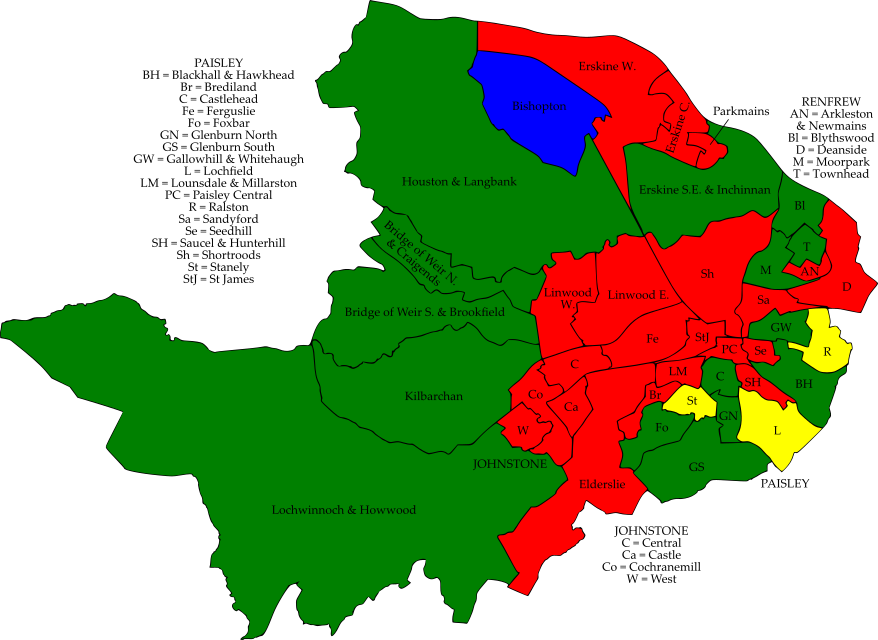 PAISLEY
BH = Blackhall & Hawkhead
Br = Brediland
C = Castlehead
Fe = Ferguslie
Fo = Foxbar
GN = Glenburn North
GS = Glenburn South
GW = Gallowhill & Whitehaugh
L = Lochfield
LM = Lounsdale & Millarston
PC = Paisley Central
R = Ralston
Sa = Sandyford
Se = Seedhill
SH = Saucel & Hunterhill
Sh = Shortroods
St = Stanely
StJ = St James
RENFREW
AN = Arkleston
& Newmains
Bl = Blythswood
D = Deanside
M = Moorpark
T = Townhead
Erskine W.
Bishopton
Erskine C.
Parkmains
Houston & Langbank
Erskine S.E. & Inchinnan
Bl
T
Bridge of Weir N.
& Craigends
M
AN
Sh
D
Linwood
W.
Linwood E.
Sa
Bridge of Weir S. & Brookfield
GW
Fe
StJ
PC
Se
R
C
LM
C
SH
BH
Kilbarchan
Co
Ca
Br
St
GN
W
Fo
L
JOHNSTONE
GS
Elderslie
PAISLEY
Lochwinnoch & Howwood
JOHNSTONE
C = Central
Ca = Castle
Co = Cochranemill
W = West